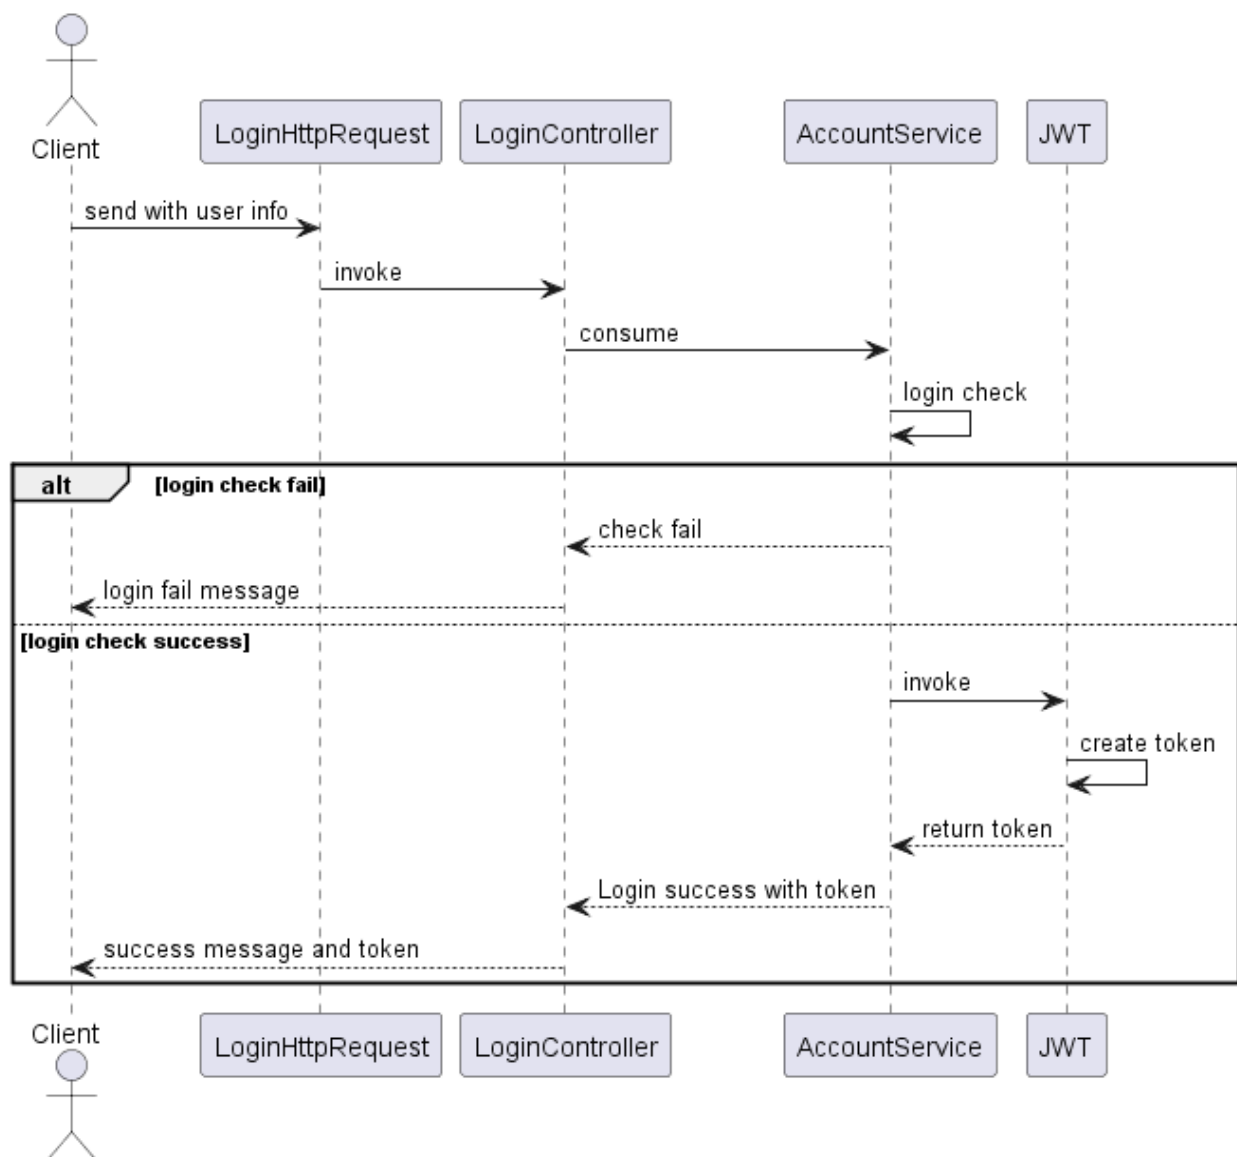 Client
LoginHttpRequest
LoginController
AccountService
JWT
send with user info
invoke
consume
login check
alt
[login check fail]
check fail
login fail message
[login check success]
invoke
create token
return token
Login success with token
success message and token
Client
LoginHttpRequest
LoginController
AccountService
JWT